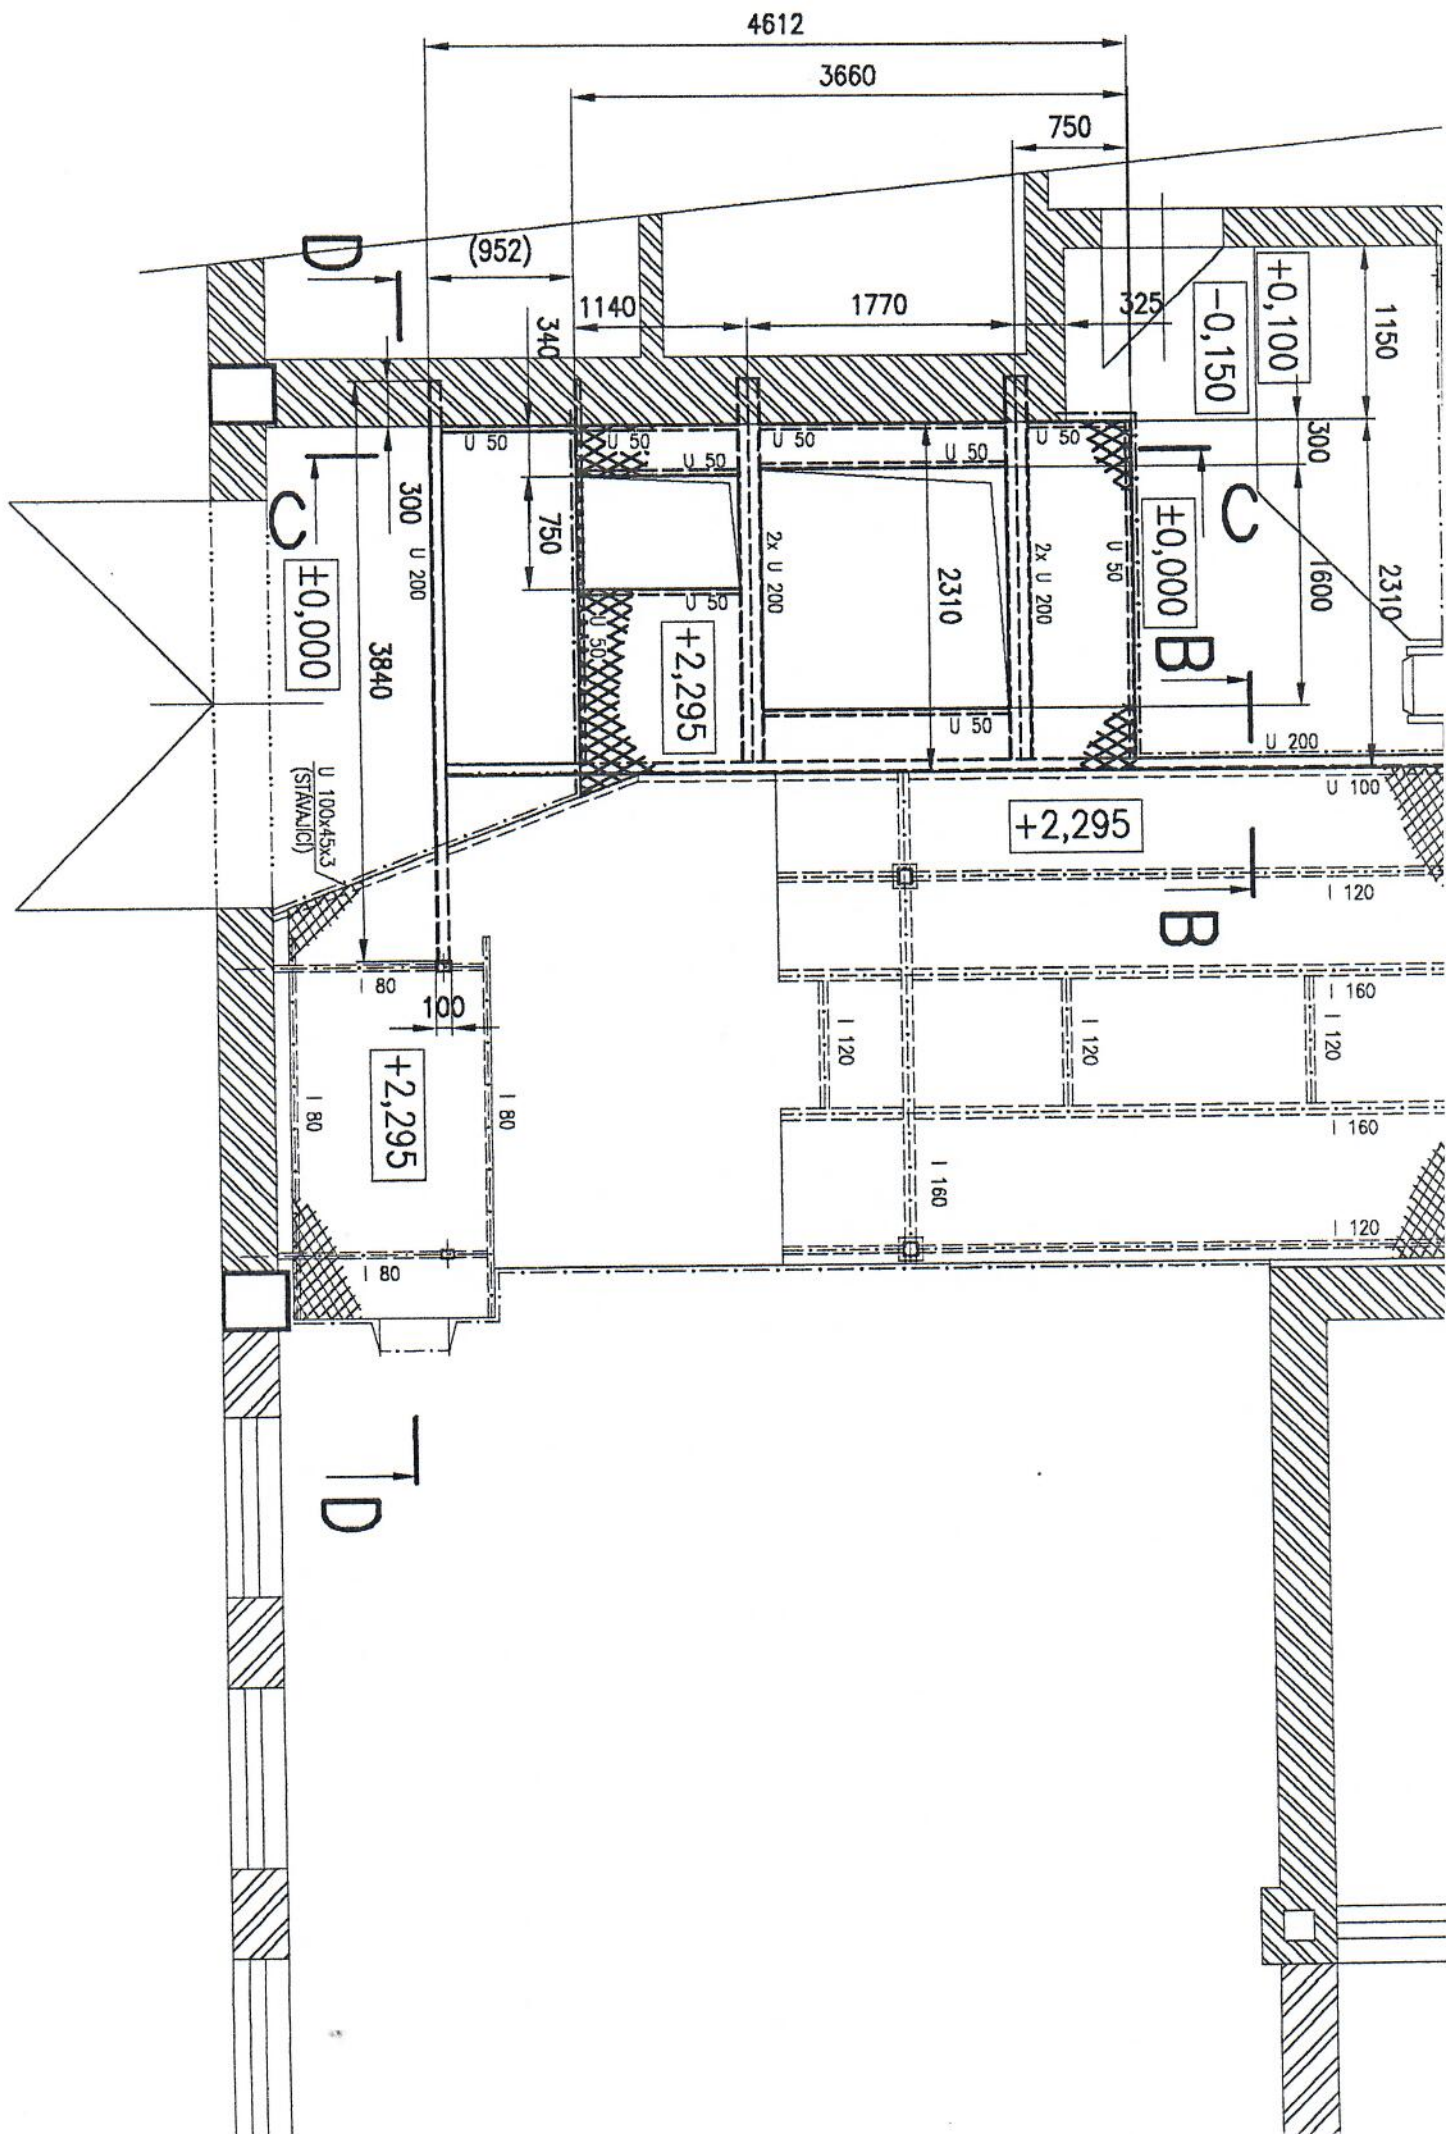 4612
3660
750
D
(952)
1140
1770
325
340
+0,100
-0,150
1150
300
U 50
U 50
U 50
U 50
U 50
U 50
C
C
300
U 200
750
2x U 200
2310
2x U 200
U 50
±0,000
1600
2310
±0,000
3840
U 50
U 50
+2,295
U 50
B
U 200
U 100x45x3
(STÁVAJÍCÍ)
U 100
+2,295
I 120
B
I 80
100
I 160
I 120
I 120
I 120
+2,295
I 80
I 80
I 160
I 160
I 120
I 80
D